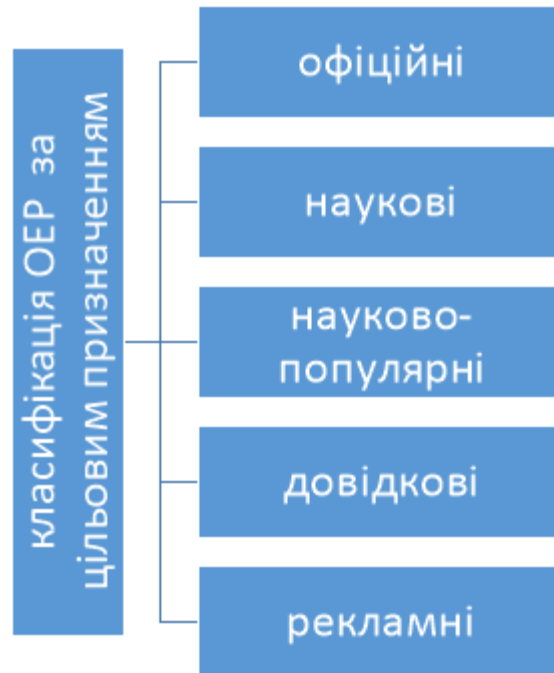 класифікація ОЕР за
цільовим призначенням
офіційні
наукові
науково-
популярні
довідкові
рекламні